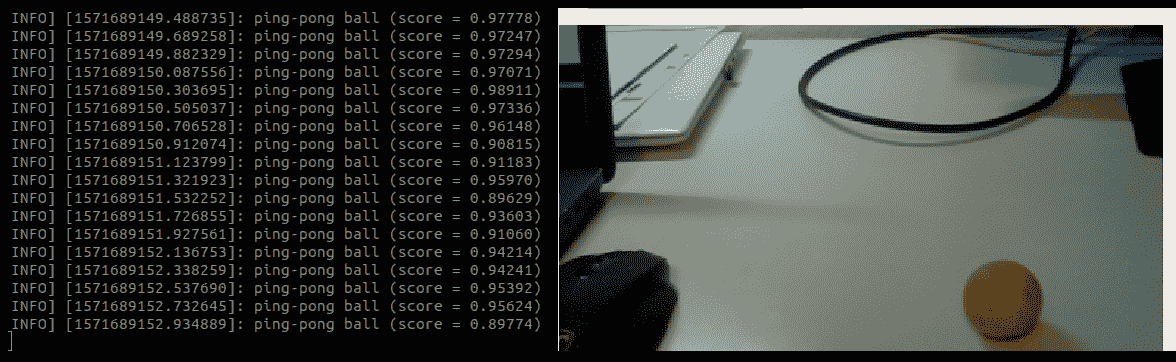 INFO] [1571689149.488735]: ping-pong ball (score = 0.97778)
INFO] [1571689149.689258]: ping-pong ball (score = 0.97247)
INFO] [1571689149.882329]: ping-pong ball (score = 0.97294)
INFO] [1571689150.087556]: ping-pong ball (score = 0.97071)
INFO] [1571689150.303695]: ping-pong ball (score = 0.98911)
INFO] [1571689150.505037]: ping-pong ball (score = 0.97336)
INFO] [1571689150.706528]: ping-pong ball (score = 0.96148)
INFO] [1571689150.912074]: ping-pong ball (score = 0.90815)
INFO] [1571689151.123799]: ping-pong ball (score = 0.91183)
INFO] [1571689151.321923]: ping-pong ball (score = 0.95970)
INFO] [1571689151.532252]: ping-pong ball (score = 0.89629)
INFO] [1571689151.726855]: ping-pong ball (score = 0.93603)
INFO] [1571689151.927561]: ping-pong ball (score = 0.91060)
INFO] [1571689152.136753]: ping-pong ball (score = 0.94214)
INFO] [1571689152.338259]: ping-pong ball (score = 0.94241)
INFO] [1571689152.537690]: ping-pong ball (score = 0.95392)
INFO] [1571689152.732645]: ping-pong ball (score = 0.95624)
INFO] [1571689152.934889]: ping-pong ball (score = 0.89774)